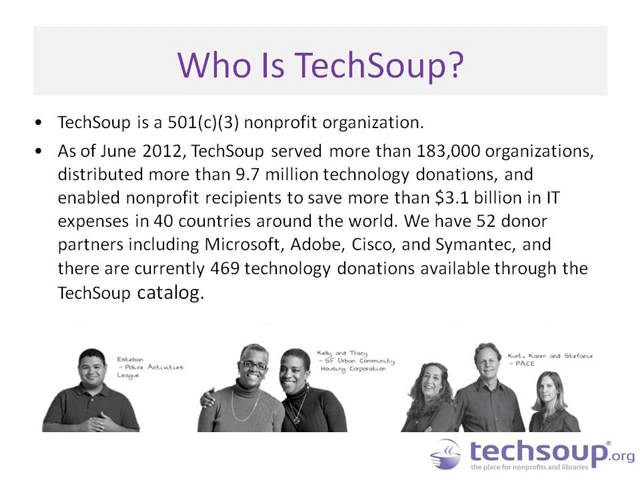 Who Is TechSoup?
• TechSoup is a 501(c)(3) nonprofit organization.
• As of June 2012, TechSoup served more than 183,000 organizations,
distributed more than 9.7 million technology donations, and
enabled nonprofit recipients to save more than $3.1 billion in IT
expenses in 40 countries around the world. We have 52 donor
partners including Microsoft, Adobe, Cisco, and Symantec, and
there are currently 469 technology donations available through the
TechSoup catalog.
Esteban
- Police Activities
League
Kelly and Tracy
- SF Urban Community
Housing Corporation
Kurt, Karen and Stefanie
- PACE
techsoup®.org
the place for nonprofits and libraries